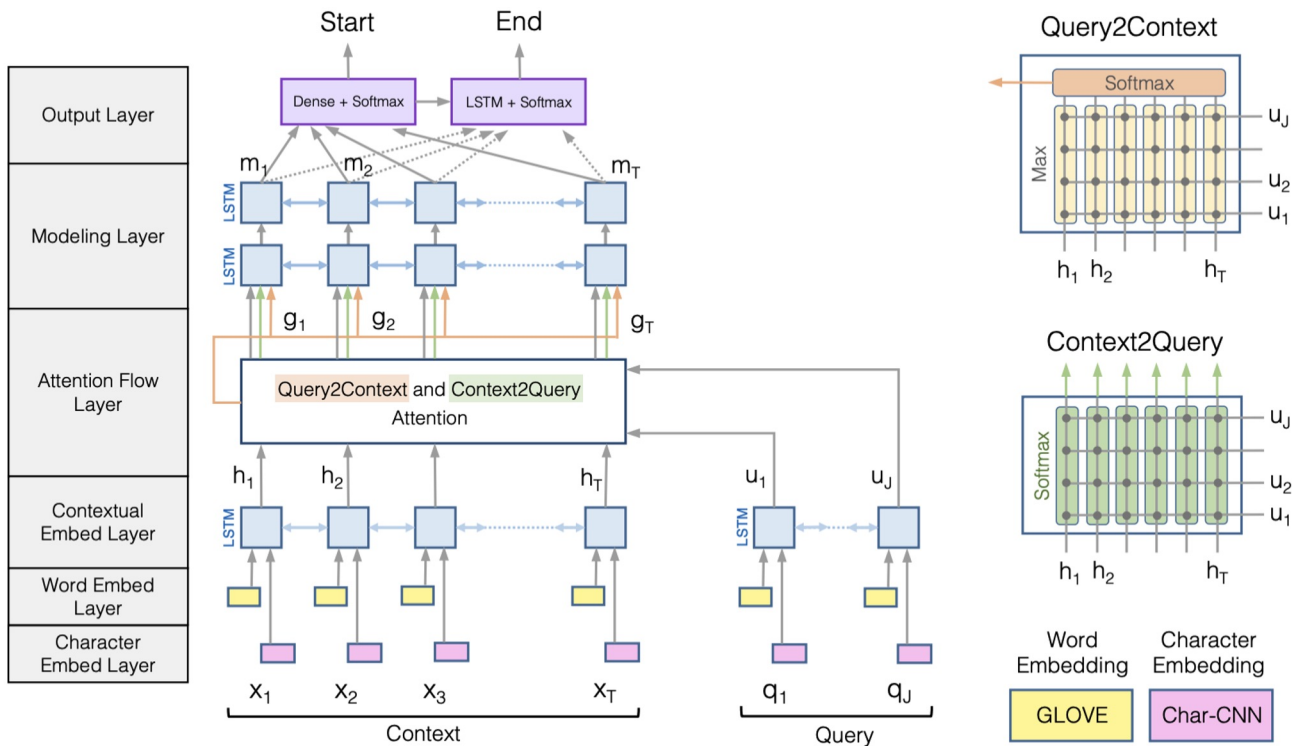 Start
End
Dense + Softmax
LSTM + Softmax
Output Layer
m1
m2
mT
LSTM
LSTM
Modeling Layer
g1
g2
gT
Attention Flow
Layer
Query2Context and Context2Query
Attention
h1
h2
hT
u1
uJ
Contextual
Embed Layer
LSTM
LSTM
Word Embed
Layer
Character
Embed Layer
x1
x2
x3
xT
q1
qJ
Context
Query
Query2Context
Softmax
Max
uJ
u2
u1
h1
h2
hT
Context2Query
Softmax
uJ
u2
u1
h1
h2
hT
Word
Embedding
Character
Embedding
GLOVE
Char-CNN